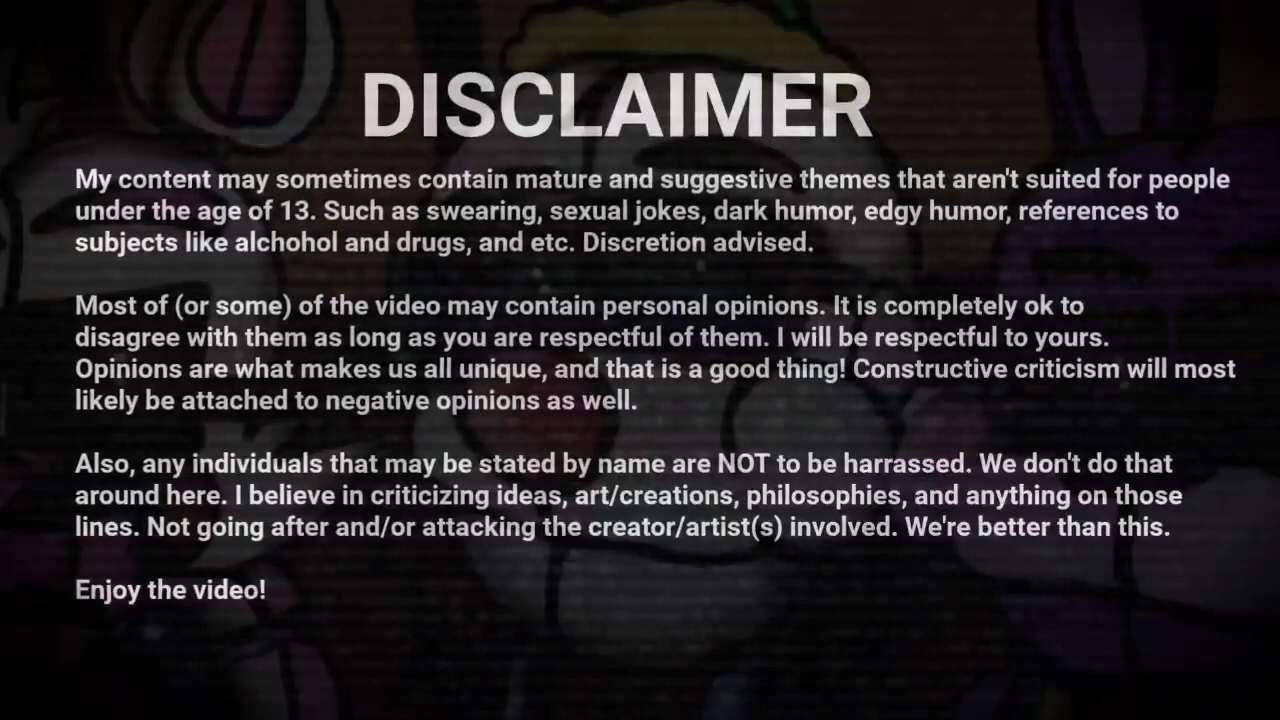 DISCLAIMER
My content may sometimes contain mature and suggestive themes that aren't suited for people
under the age of 13. Such as swearing, sexual jokes, dark humor, edgy humor, references to
subjects like alchohol and drugs, and etc. Discretion advised.
Most of (or some) of the video may contain personal opinions. It is completely ok to
disagree with them as long as you are respectful of them. I will be respectful to yours.
Opinions are what makes us all unique, and that is a good thing! Constructive criticism will most
likely be attached to negative opinions as well.
Also, any individuals that may be stated by name are NOT to be harrassed. We don't do that
around here. I believe in criticizing ideas, art/creations, philosophies, and anything on those
lines. Not going after and/or attacking the creator/artist(s) involved. We're better than this.
Enjoy the video!